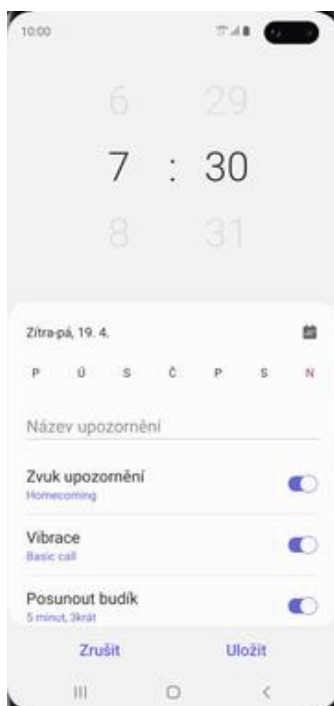 10:00
6 29
7 : 30
8 31
Zítra-pá, 19. 4.
P Ú S Č P S N
Název upozornění
Zvuk upozornění
Homecoming
Vibrace
Basic call
Posunout budík
5 minut, 3krát
Zrušit Uložit